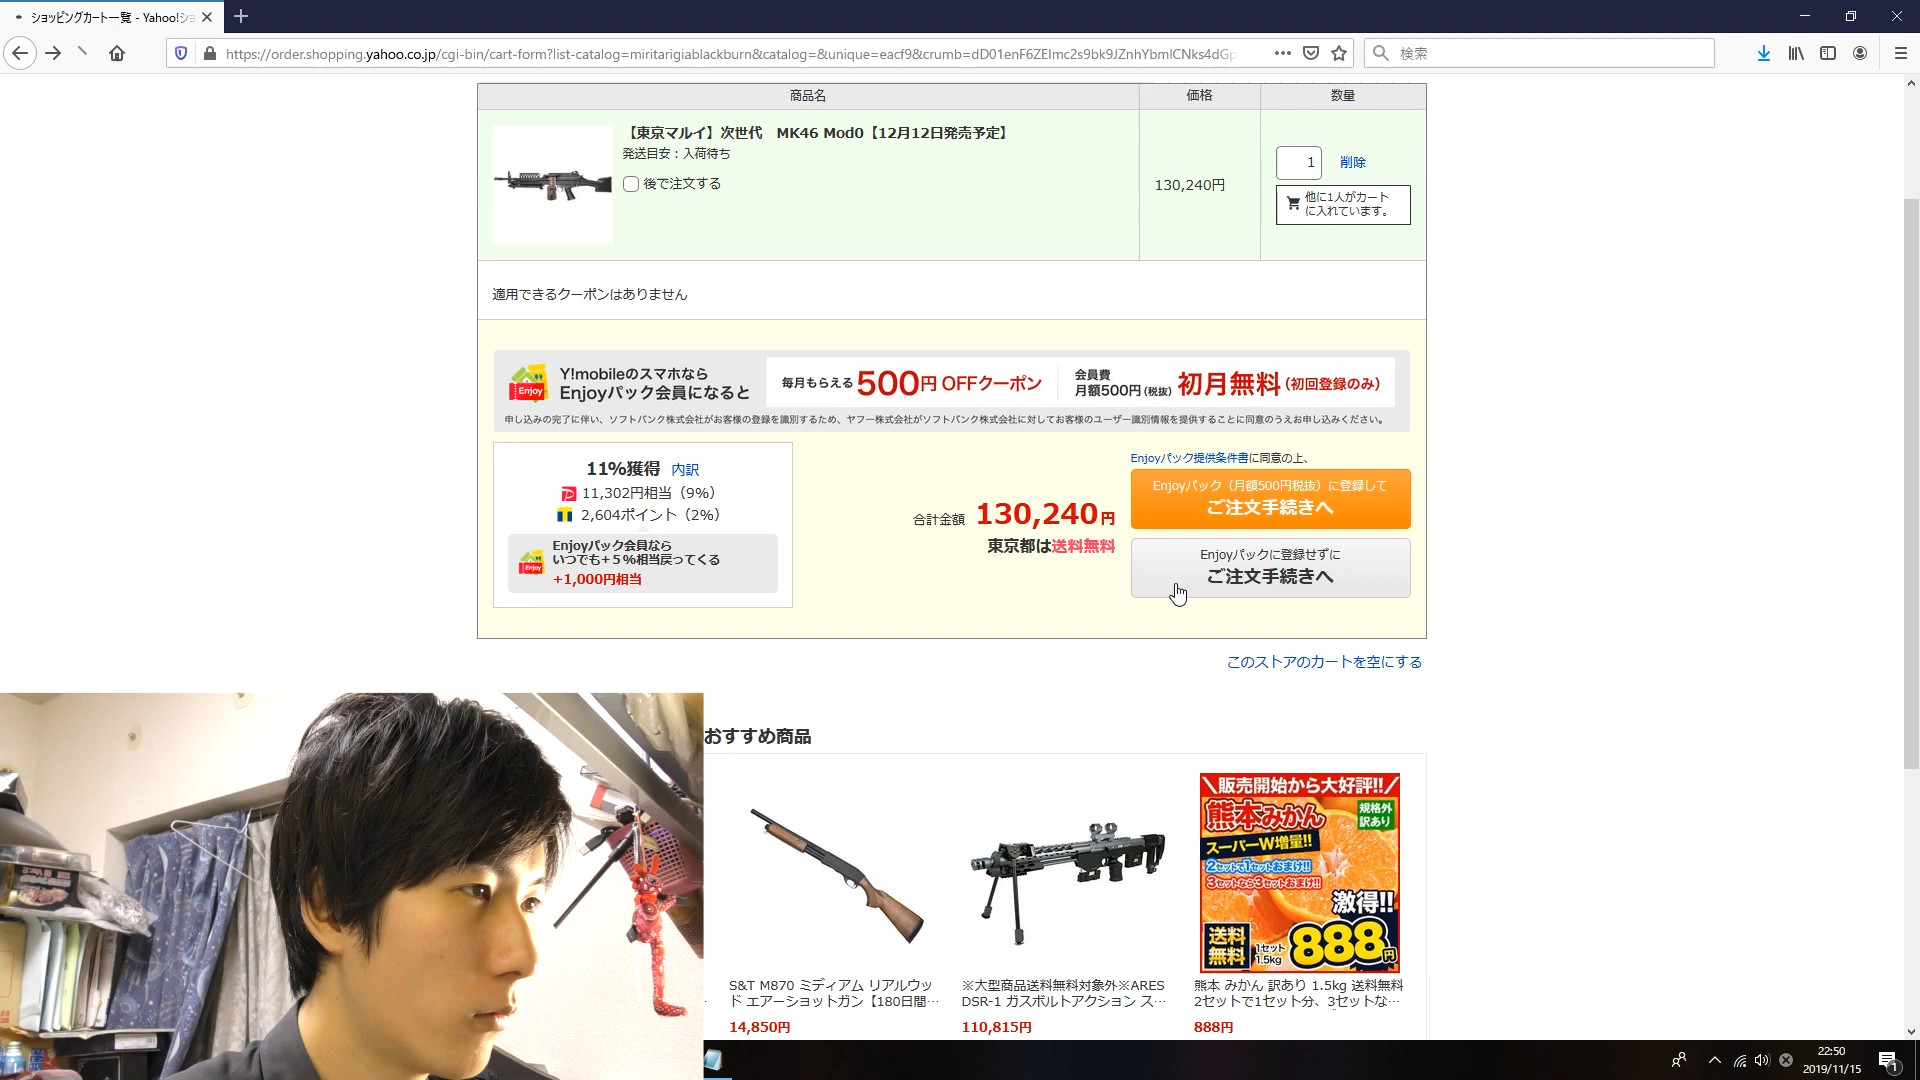 ショッピングカート一覧 - Yahoo!シ
https://order.shopping.yahoo.co.jp/cgi-bin/cart-form?list-catalog=miritarigiablackburn&catalog=&unique=eacf9&crumb=dD01enF6ZEImc2s9bk9JZnhYbmlCNks4dGp
検索
商品名 価格 数量
【東京マルイ】次世代 MK46 Mod0【12月12日発売予定】
発送目安：入荷待ち
後で注文する
130,240円
1 削除
他に1人がカート
に入れています。
適用できるクーポンはありません
Enjoy
Y!mobileのスマホなら
Enjoyパック会員になると
毎月もらえる500円 OFFクーポン
会員費
月額500円(税抜) 初月無料(初回登録のみ)
申し込みの完了に伴い、ソフトバンク株式会社がお客様の登録を識別するため、ヤフー株式会社がソフトバンク株式会社に対してお客様のユーザー識別情報を提供することに同意のうえお申し込みください。
11%獲得 内訳
11,302円相当（9%）
2,604ポイント（2%）
Enjoy
Enjoyパック会員なら
いつでも+5%相当戻ってくる
+1,000円相当
合計金額 130,240円
東京都は送料無料
Enjoyパック提供条件書に同意の上、
Enjoyパック（月額500円税抜）に登録して
ご注文手続きへ
Enjoyパックに登録せずに
ご注文手続きへ
このストアのカートを空にする
おすすめ商品
S&T M870 ミディアム リアルウッ
ド エアーショットガン【180日間…
14,850円
※大型商品送料無料対象外※ARES
DSR-1 ガスボルトアクション ス…
110,815円
＼販売開始から大好評!!／
熊本みかん
規格外
訳あり
スーパーW増量!!
2セットで1セットおまけ!!
3セットなら3セットおまけ!!
激得!!
送料
無料
1セット
1.5kg
888円
熊本 みかん 訳あり 1.5kg 送料無料
2セットで1セット分、3セットな…
888円
22:50
2019/11/15
1